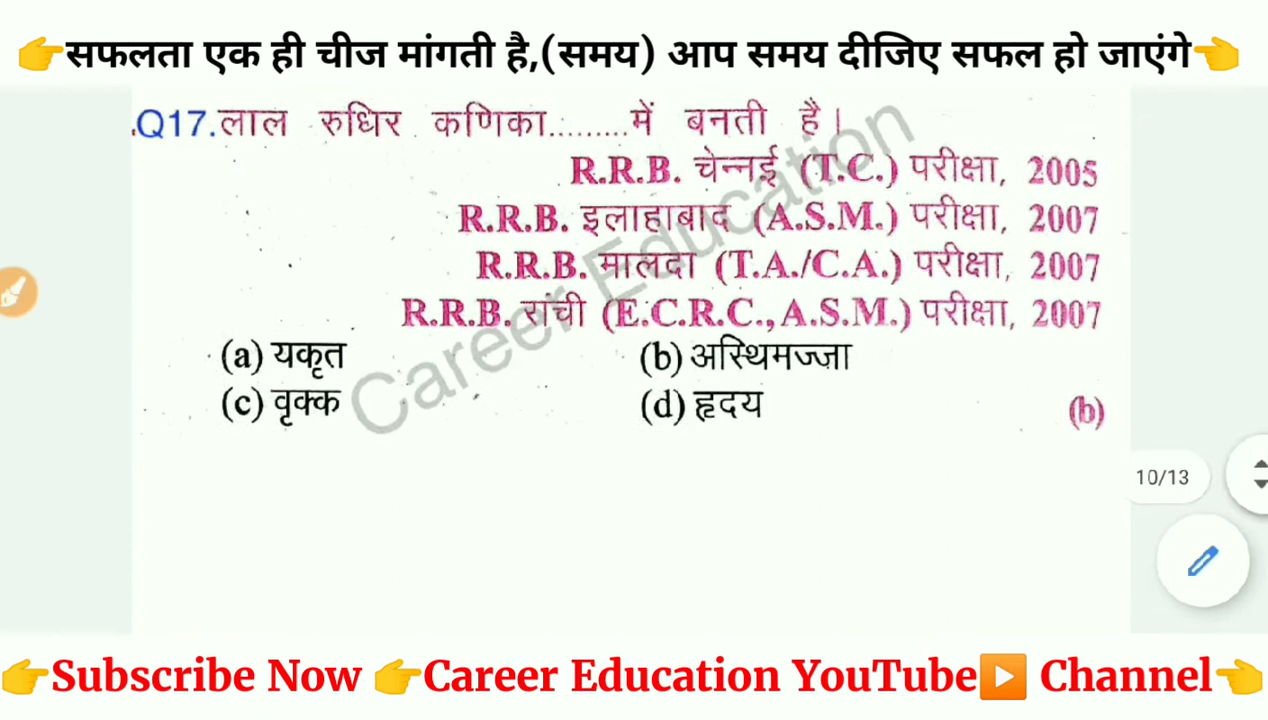 👉सफलता एक ही चीज मांगती है,(समय) आप समय दीजिए सफल हो जाएंगे👈
.Q17.लाल रुधिर कणिका.........में बनती है।
R.R.B. चेन्नई (T.C.) परीक्षा, 2005
R.R.B. इलाहाबाद (A.S.M.) परीक्षा, 2007
R.R.B. मालदा (T.A./C.A.) परीक्षा, 2007
R.R.B. रांची (E.C.R.C., A.S.M.) परीक्षा, 2007
(a) यकृत (b) अस्थिमज्जा
(c) वृक्क (d) हृदय (b)
Career Education
10/13
👉Subscribe Now 👉Career Education YouTube▶️ Channel👈